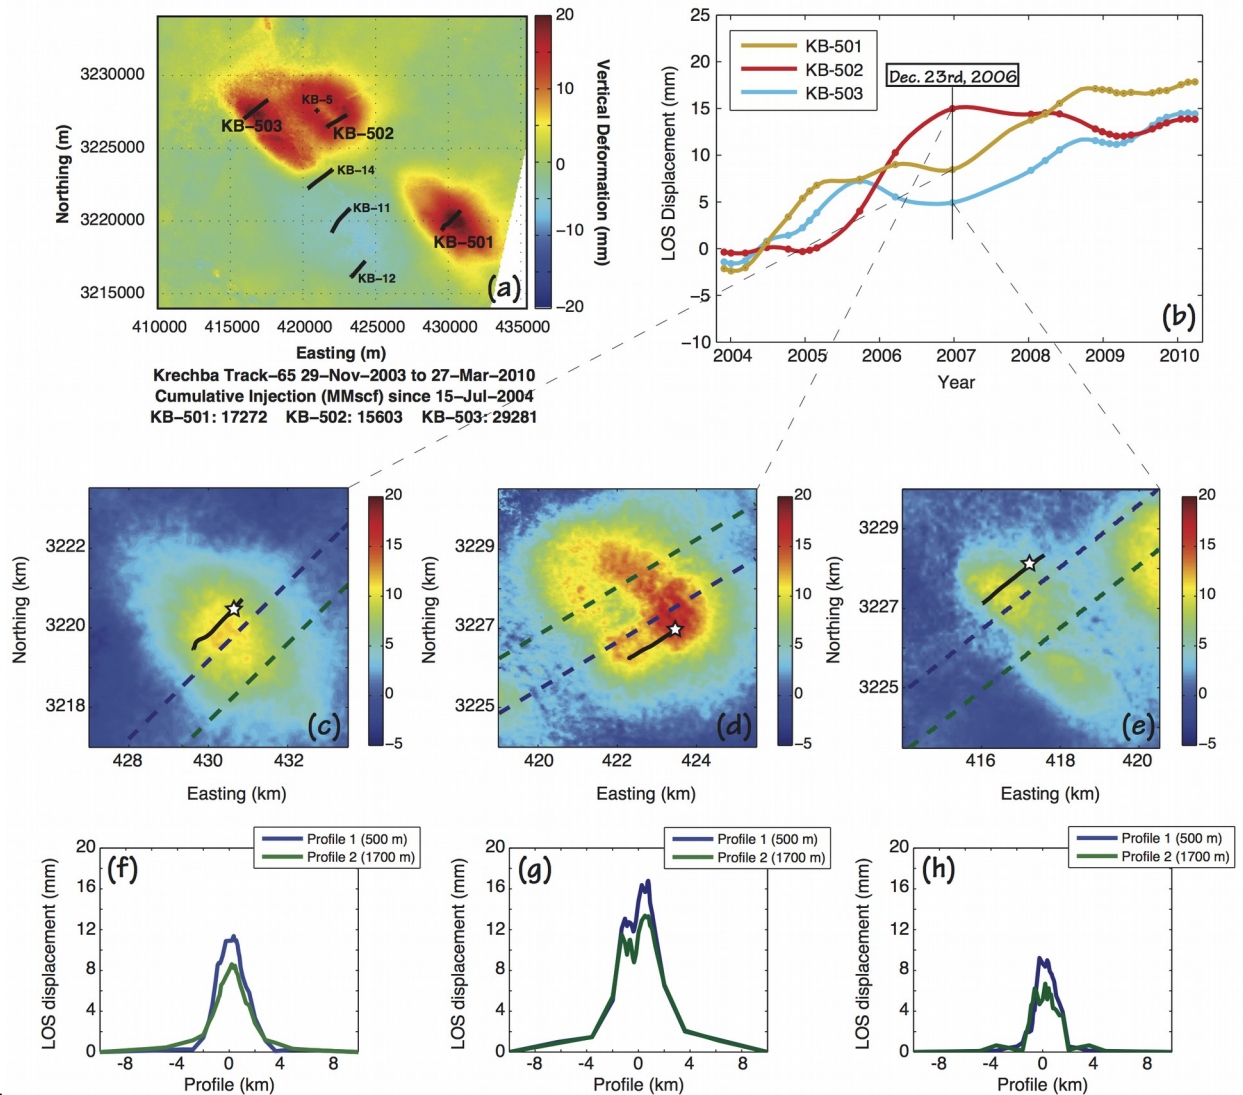 3230000
3225000
3220000
3215000
Northing (m)
KB–503
KB–5
KB–502
KB–14
KB–11
KB–501
KB–12
(a)
410000 415000 420000 425000 430000 435000
Easting (m)
20
10
0
−10
−20
Vertical Deformation (mm)
Krechba Track–65 29–Nov–2003 to 27–Mar–2010
Cumulative Injection (MMscf) since 15–Jul–2004
KB–501: 17272 KB–502: 15603 KB–503: 29281
25
20
15
10
5
0
−5
−10
LOS Displacement (mm)
KB-501
KB-502
KB-503
Dec. 23rd, 2006
(b)
2004 2005 2006 2007 2008 2009 2010
Year
3222
3220
3218
Northing (km)
(c)
428 430 432
Easting (km)
20
15
10
5
0
−5
3229
3227
3225
Northing (km)
(d)
420 422 424
Easting (km)
20
15
10
5
0
−5
3229
3227
3225
Northing (km)
(e)
416 418 420
Easting (km)
20
15
10
5
0
−5
20
16
12
8
4
0
LOS displacement (mm)
(f)
Profile 1 (500 m)
Profile 2 (1700 m)
-8 -4 0 4 8
Profile (km)
20
16
12
8
4
0
LOS displacement (mm)
(g)
Profile 1 (500 m)
Profile 2 (1700 m)
-8 -4 0 4 8
Profile (km)
20
16
12
8
4
0
LOS displacement (mm)
(h)
Profile 1 (500 m)
Profile 2 (1700 m)
-8 -4 0 4 8
Profile (km)